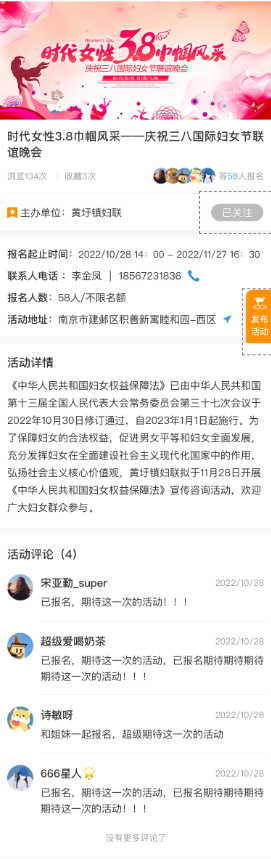 Women's Day
时代女性3.8巾帼风采
庆祝三八国际妇女节联谊晚会
时代女性3.8巾帼风采——庆祝三八国际妇女节联
谊晚会
浏览134次 收藏3次 等58人报名
主办单位：黄圩镇妇联 已关注
报名起止时间：2022/10/28 14：00 - 2022/11/27 16：30
联系人电话：李金凤 | 18567231836
报名人数：58人/不限名额
发布
活动
活动地址：南京市建邺区积善新寓睦和园-西区
活动详情
《中华人民共和国妇女权益保障法》已由中华人民共和国
第十三届全国人民代表大会常务委员会第三十七次会议于
2022年10月30日修订通过，自2023年1月1日起施行。为
了保障妇女的合法权益，促进男女平等和妇女全面发展，
充分发挥妇女在全面建设社会主义现代化国家中的作用，
弘扬社会主义核心价值观，黄圩镇妇联拟于11月28日开展
《中华人民共和国妇女权益保障法》宣传咨询活动，欢迎
广大妇女群众参与。
活动评论（4）
宋亚勤_super 2022/10/28
已报名，期待这一次的活动！！！
超级爱喝奶茶 2022/10/28
已报名，期待这一次的活动，已报名期待期待期待
期待这一次的活动！！！
诗敏呀 2022/10/28
和姐妹一起报名，超级期待这一次的活动
666星人🌟 2022/10/28
已报名，期待这一次的活动，已报名期待期待期待
期待这一次的活动！！！
没有更多评论了